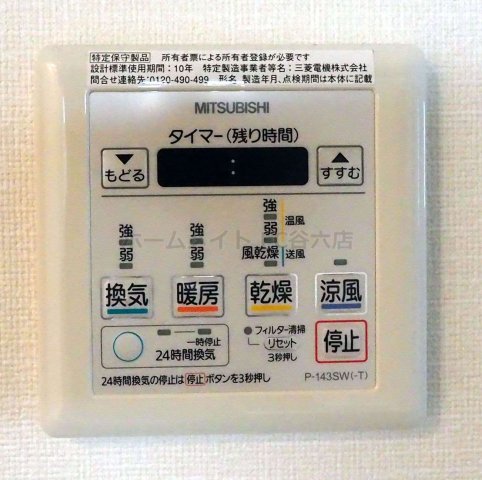 特定保守製品 所有者票による所有者登録が必要です
設計標準使用期間：10年 特定製造事業者等名：三菱電機株式会社
問合せ連絡先:0120-490-499 形名、製造年月、点検期間は本体に記載
MITSUBISHI
タイマー(残り時間)
▼ もどる : ▲ すすむ
強 強 強 温風
弱 弱 弱
風乾燥 送風
換気 暖房 乾燥 涼風
一時停止
24時間換気
フィルター清掃
リセット
3秒押し
停止
24時間換気の停止は 停止 ボタンを3秒押し
P-143SW(-T)